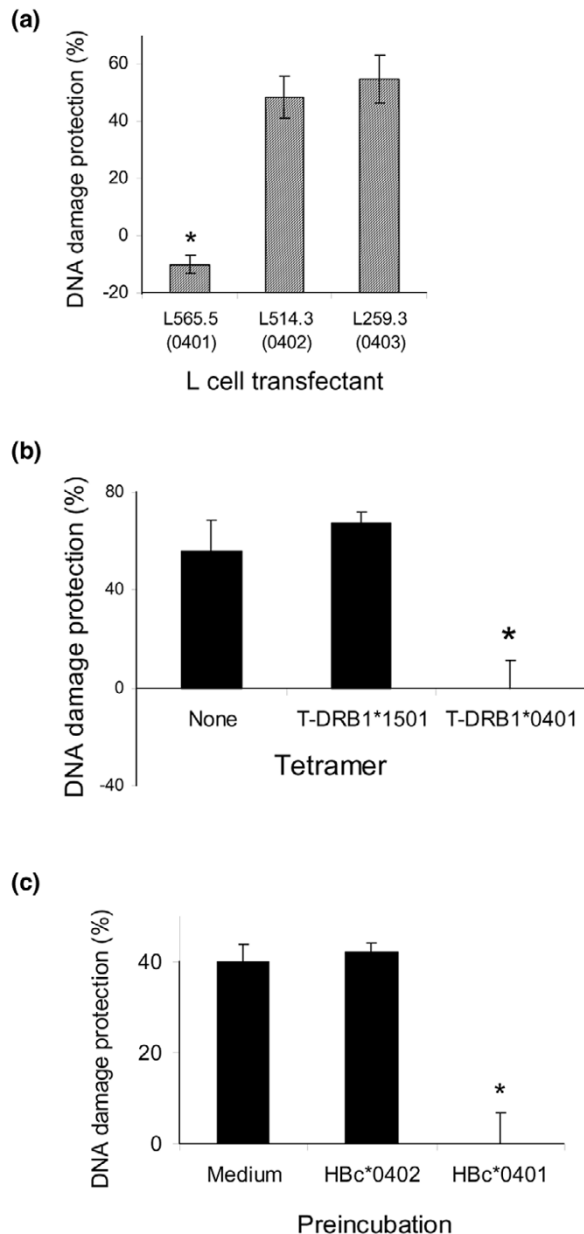 (a)
DNA damage protection (%)
60
40
20
0
-20
*
L565.5 L514.3 L259.3
(0401) (0402) (0403)
L cell transfectant
(b)
DNA damage protection (%)
80
40
0
-40
*
None T-DRB1*1501 T-DRB1*0401
Tetramer
(c)
DNA damage protection (%)
40
20
0
*
Medium HBc*0402 HBc*0401
Preincubation